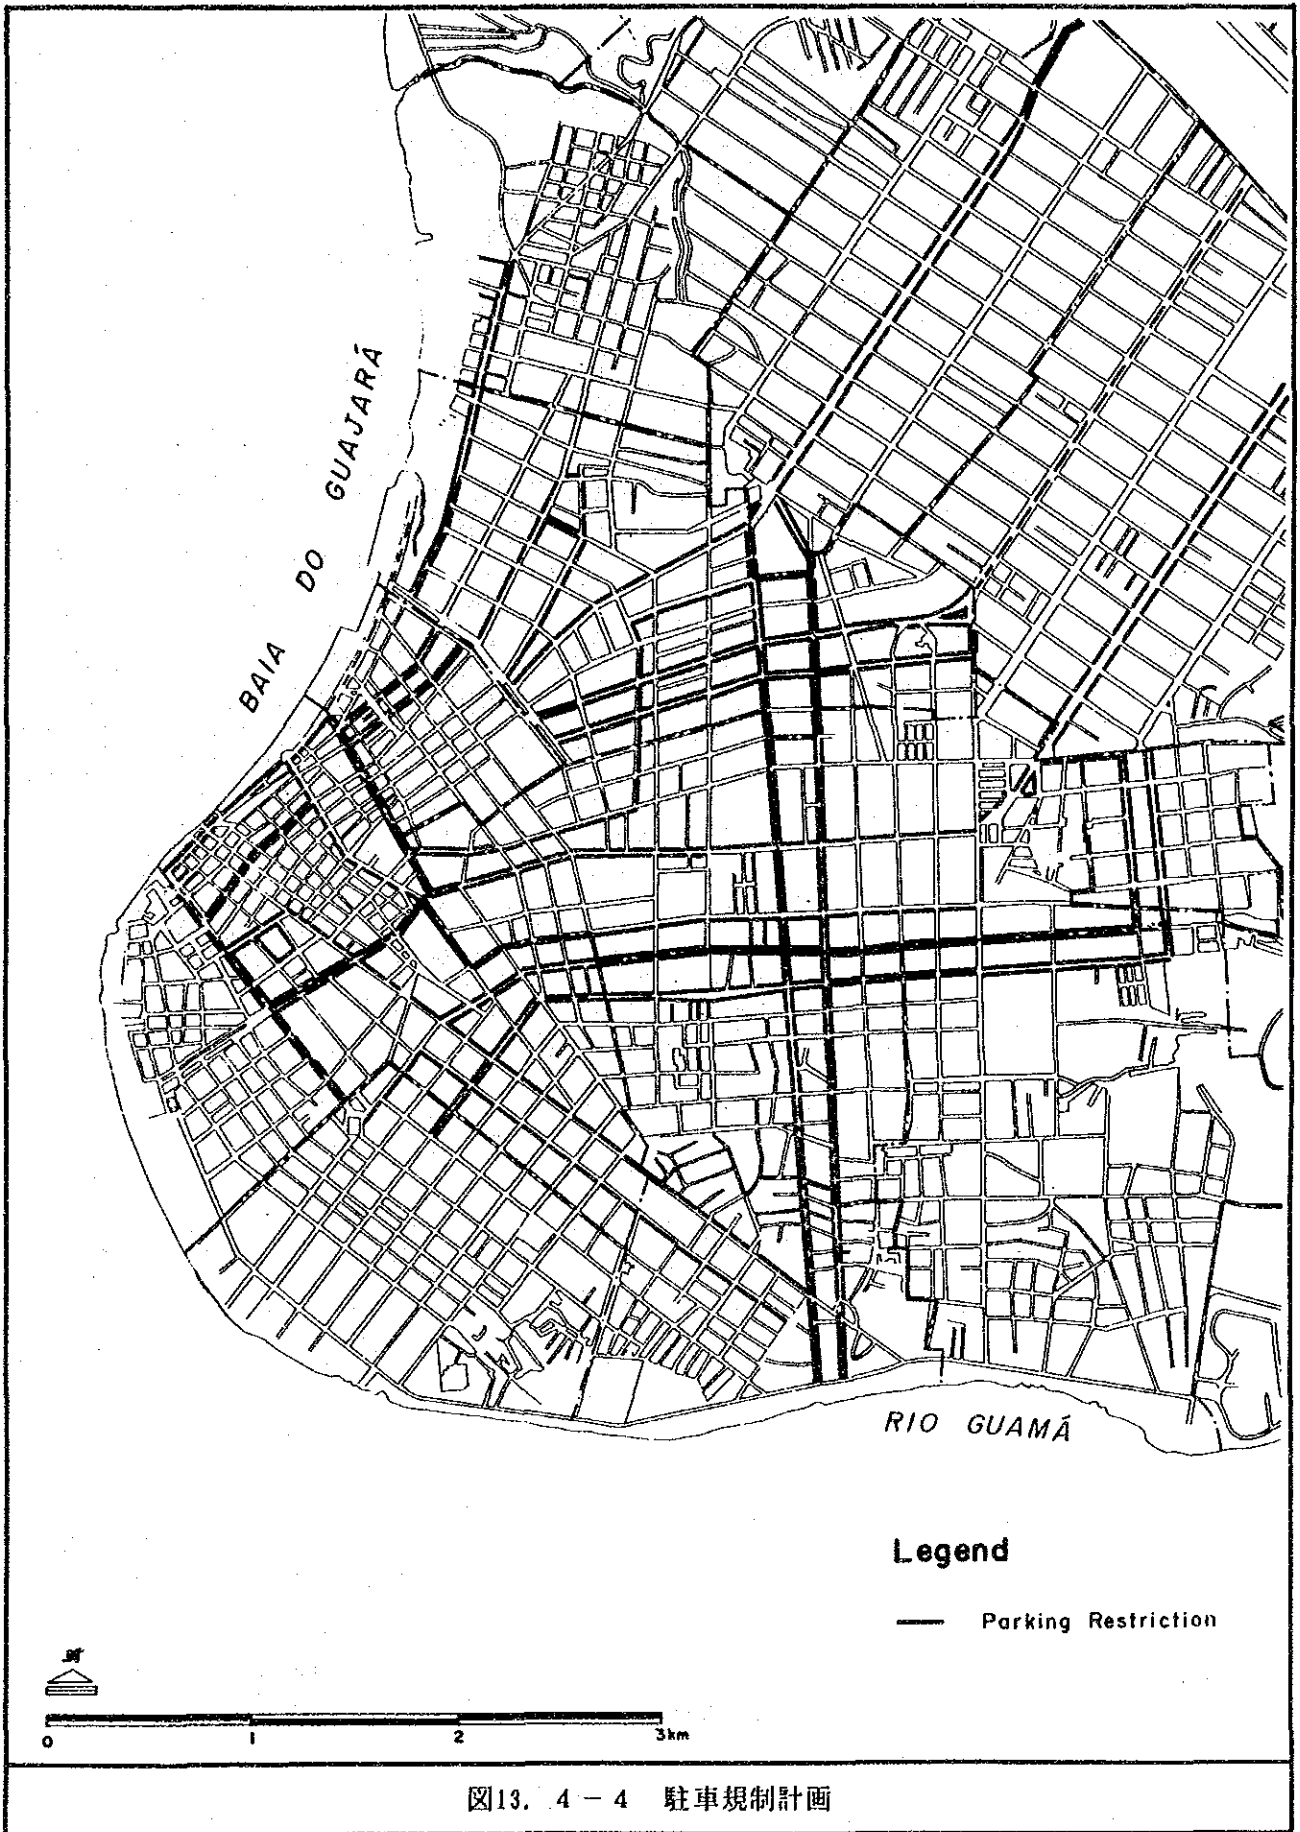 BAIA DO GUAJARÁ
RIO GUAMÁ
Legend
Parking Restriction
N
0 1 2 3km
図13. 4-4 駐車規制計画